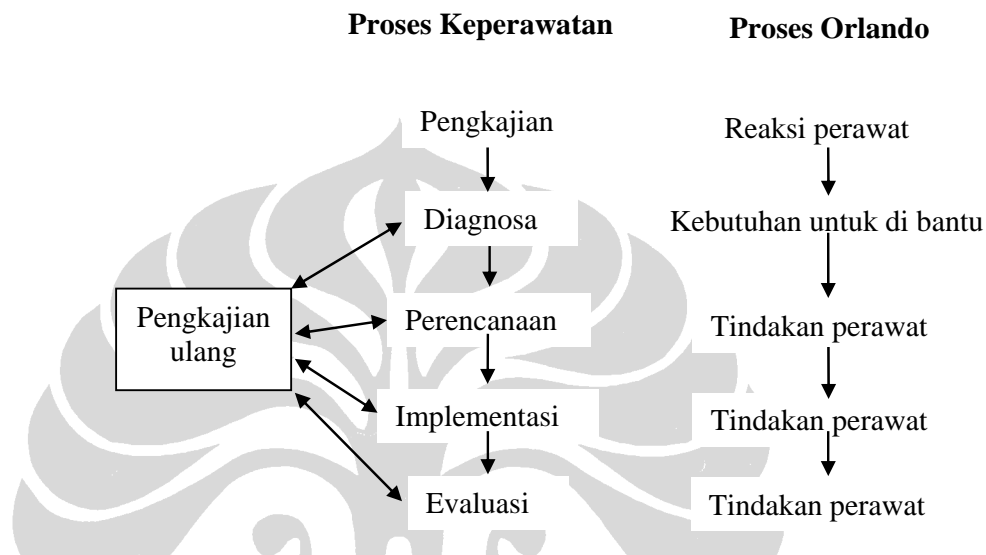 Proses Keperawatan
Proses Orlando
Pengkajian
Reaksi perawat
Diagnosa
Kebutuhan untuk di bantu
Pengkajian
ulang
Perencanaan
Tindakan perawat
Implementasi
Tindakan perawat
Evaluasi
Tindakan perawat